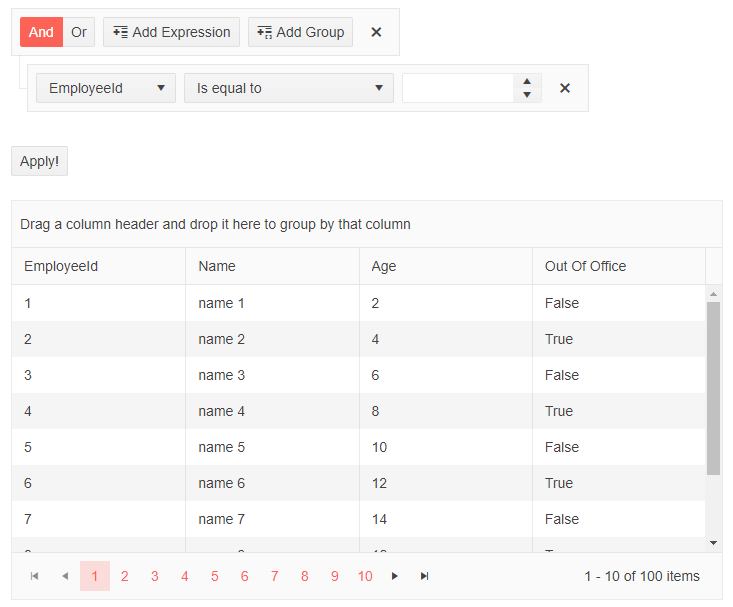 And Or Add Expression Add Group
EmployeeId Is equal to
Apply!
Drag a column header and drop it here to group by that column
EmployeeId Name Age Out Of Office
1 name 1 2 False
2 name 2 4 True
3 name 3 6 False
4 name 4 8 True
5 name 5 10 False
6 name 6 12 True
7 name 7 14 False
1 2 3 4 5 6 7 8 9 10 1 - 10 of 100 items